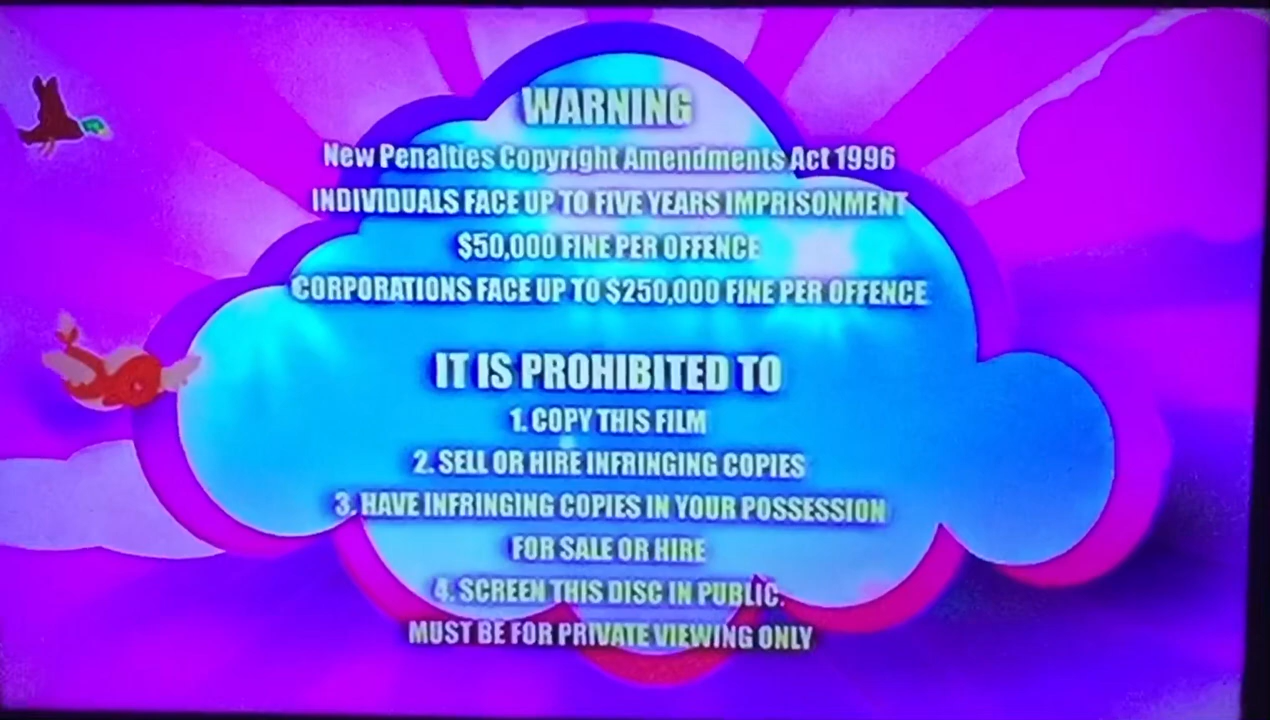 WARNING
New Penalties Copyright Amendments Act 1996
INDIVIDUALS FACE UP TO FIVE YEARS IMPRISONMENT
$50,000 FINE PER OFFENCE
CORPORATIONS FACE UP TO $250,000 FINE PER OFFENCE
IT IS PROHIBITED TO
1. COPY THIS FILM
2. SELL OR HIRE INFRINGING COPIES
3. HAVE INFRINGING COPIES IN YOUR POSSESSION
FOR SALE OR HIRE
4. SCREEN THIS DISC IN PUBLIC.
MUST BE FOR PRIVATE VIEWING ONLY